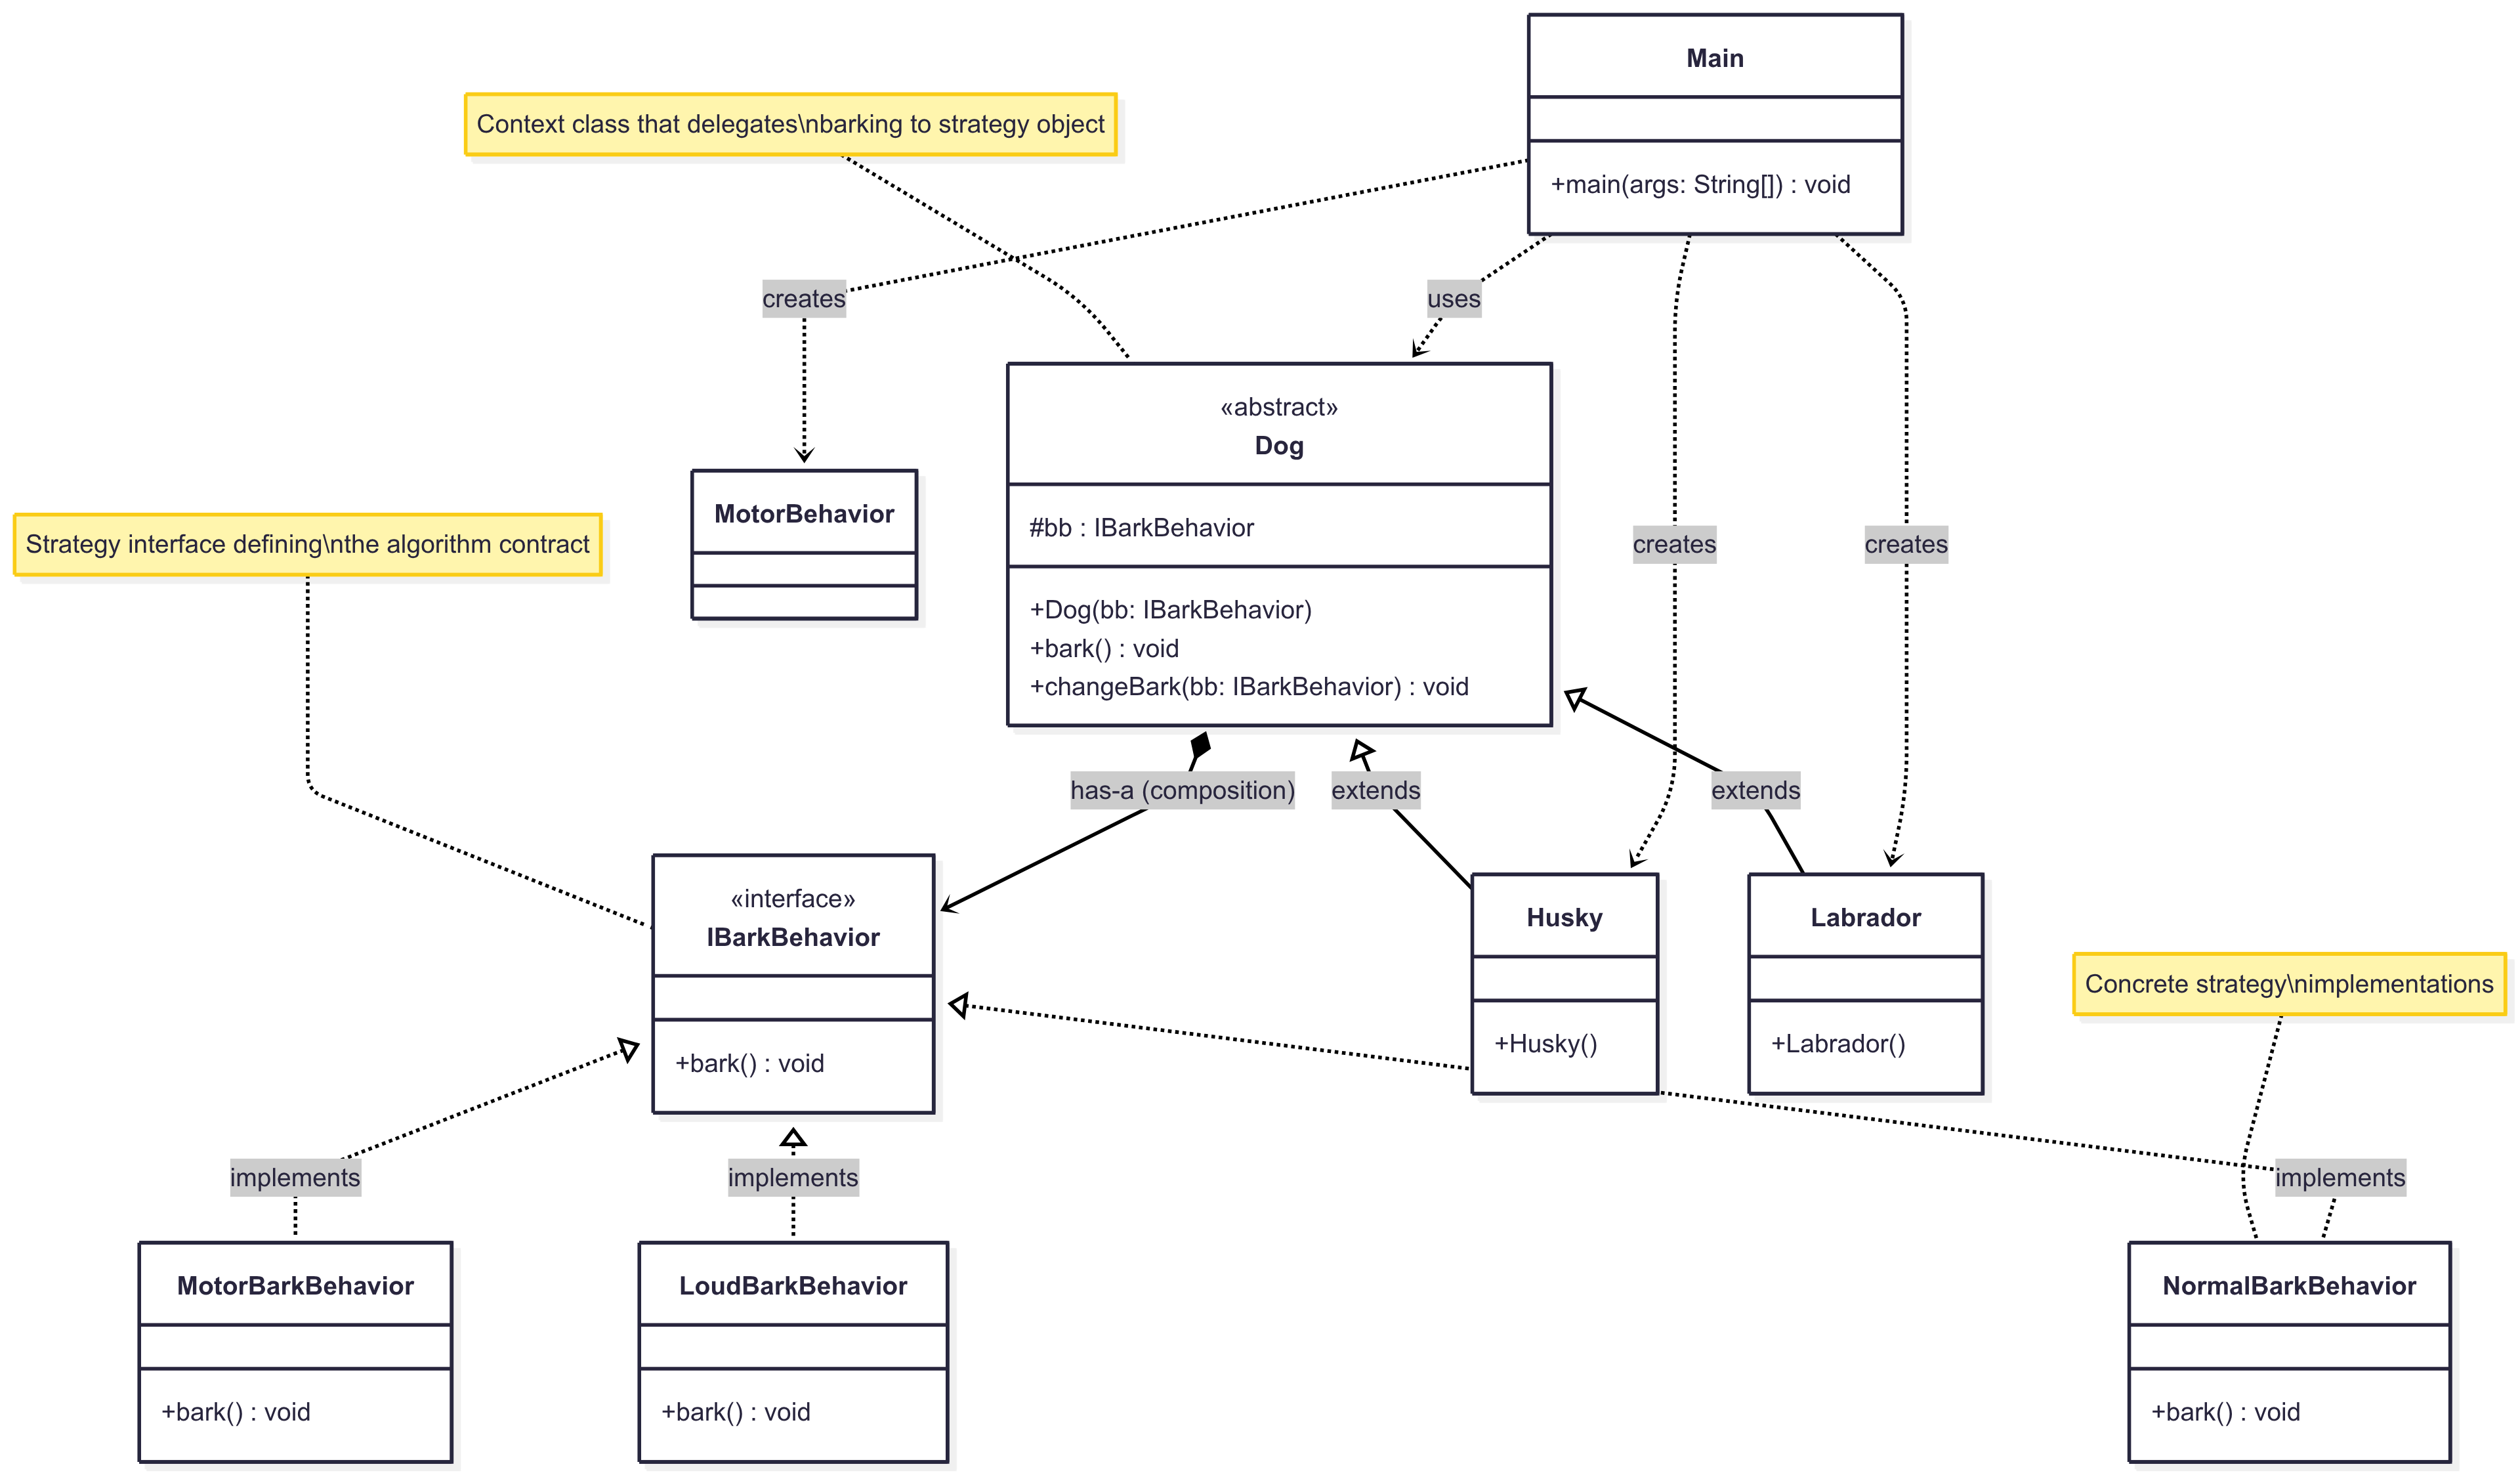 Main
+main(args: String[]) : void
Context class that delegates\nbarking to strategy object
creates
uses
«abstract»
Dog
#bb : IBarkBehavior
+Dog(bb: IBarkBehavior)
+bark() : void
+changeBark(bb: IBarkBehavior) : void
MotorBehavior
Strategy interface defining\nthe algorithm contract
creates
creates
has-a (composition)
extends
extends
«interface»
IBarkBehavior
+bark() : void
Husky
+Husky()
Labrador
+Labrador()
Concrete strategy\nimplementations
implements
implements
implements
MotorBarkBehavior
+bark() : void
LoudBarkBehavior
+bark() : void
NormalBarkBehavior
+bark() : void